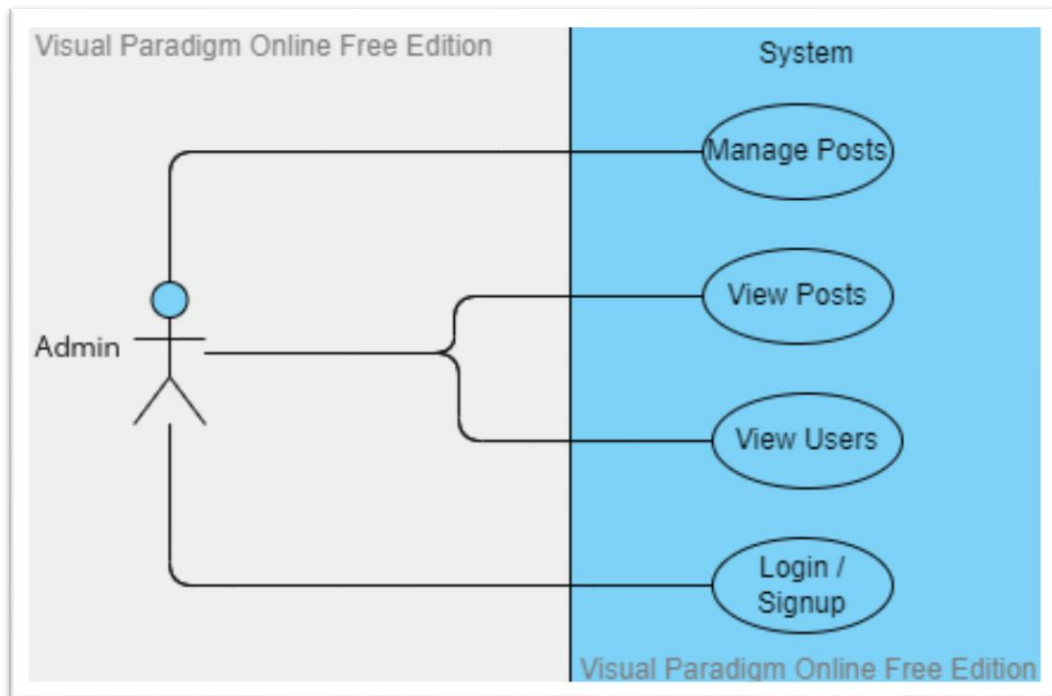 Visual Paradigm Online Free Edition
System
Manage Posts
View Posts
Admin
View Users
Login /
Signup
Visual Paradigm Online Free Edition